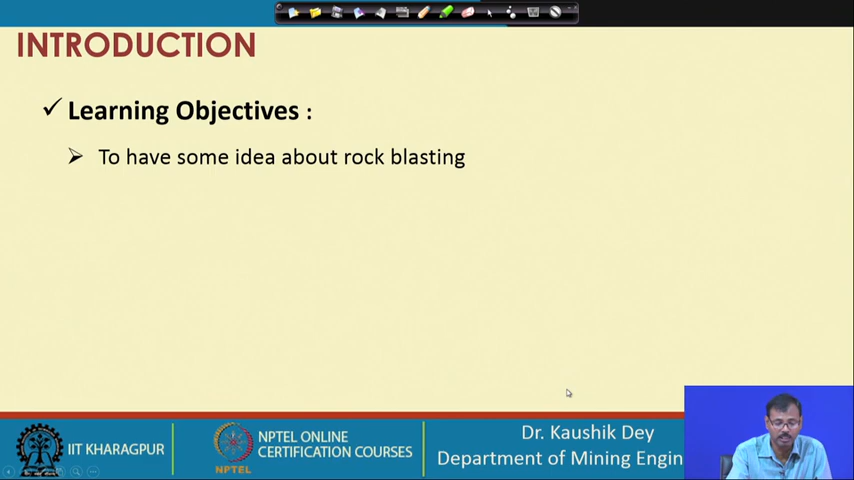 INTRODUCTION
✓ Learning Objectives :
➢ To have some idea about rock blasting
IIT KHARAGPUR
NPTEL
NPTEL ONLINE
CERTIFICATION COURSES
Dr. Kaushik Dey
Department of Mining Engin